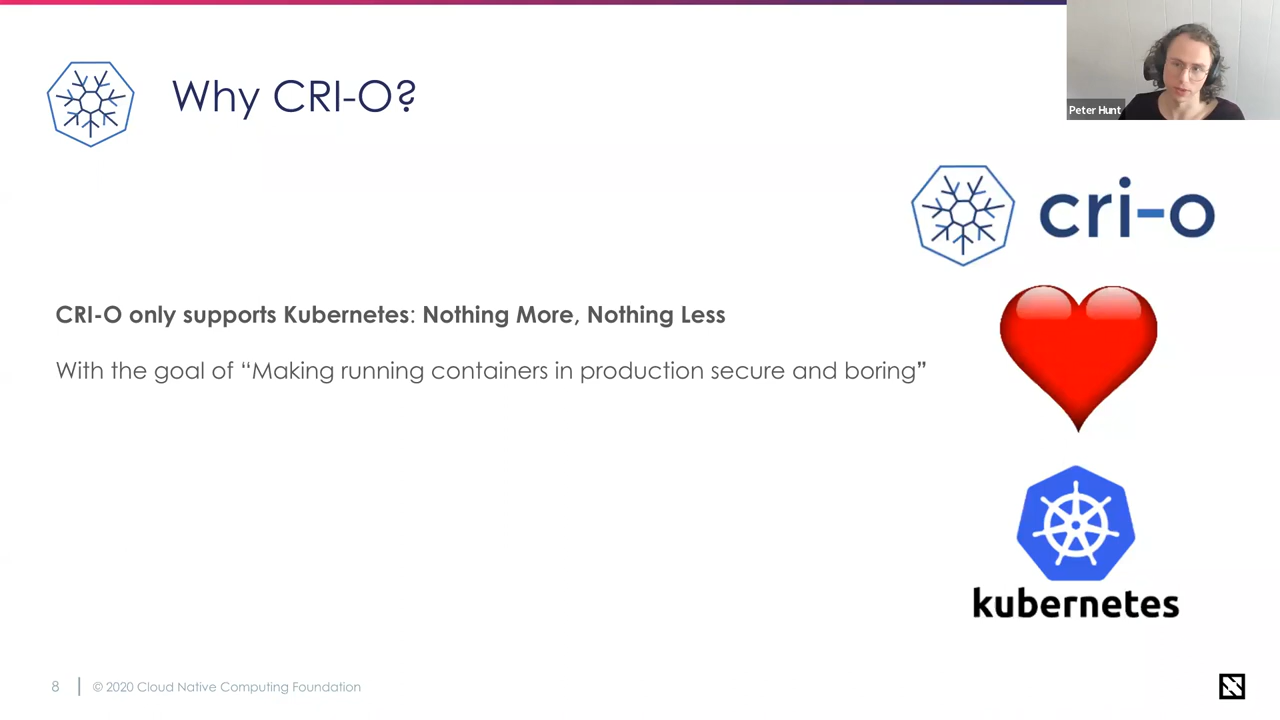 Why CRI-O?
Peter Hunt
cri-o
CRI-O only supports Kubernetes: Nothing More, Nothing Less
With the goal of “Making running containers in production secure and boring”
kubernetes
8 | © 2020 Cloud Native Computing Foundation